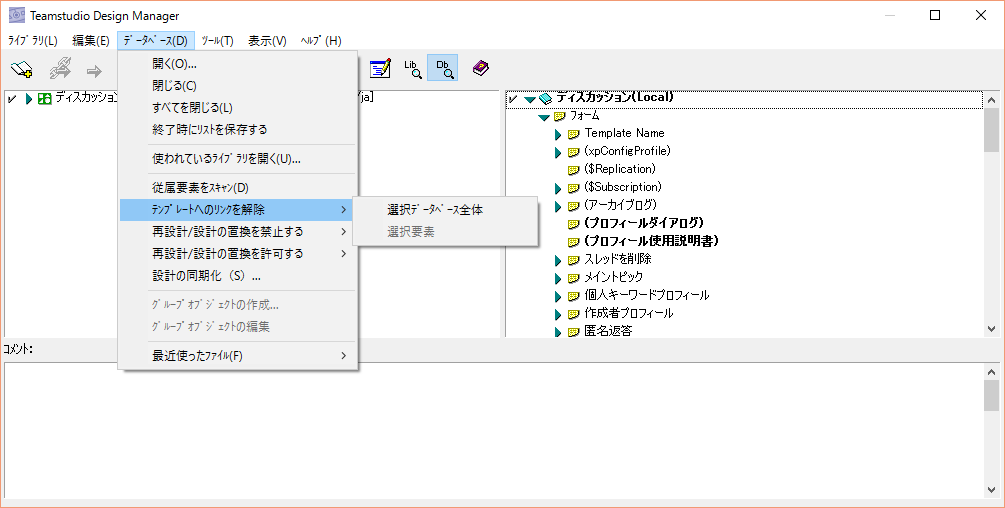 Teamstudio Design Manager
ﾗｲﾌﾞﾗﾘ(L) 編集(E) ﾃﾞｰﾀﾍﾞｰｽ(D) ﾂｰﾙ(T) 表示(V) ﾍﾙﾌﾟ(H)
Lib Db
開く(O)...
閉じる(C)
すべてを閉じる(L)
終了時にリストを保存する
使われているﾗｲﾌﾞﾗﾘを開く(U)...
従属要素をｽｷｬﾝ(D)
ﾃﾝﾌﾟﾚｰﾄへのﾘﾝｸを解除
再設計/設計の置換を禁止する
再設計/設計の置換を許可する
設計の同期化（S）...
ｸﾞﾙｰﾌﾟｵﾌﾞｼﾞｪｸﾄの作成...
ｸﾞﾙｰﾌﾟｵﾌﾞｼﾞｪｸﾄの編集
最近使ったﾌｧｲﾙ(F)
選択ﾃﾞｰﾀﾍﾞｰｽ全体
選択要素
ディスカッション
ja]
ディスカッション(Local)
フォーム
Template Name
(xpConfigProfile)
($Replication)
($Subscription)
(アーカイブログ)
(プロフィールダイアログ)
(プロフィール使用説明書)
スレッドを削除
メイントピック
個人キーワードプロフィール
作成者プロフィール
匿名返答
ｺﾒﾝﾄ: